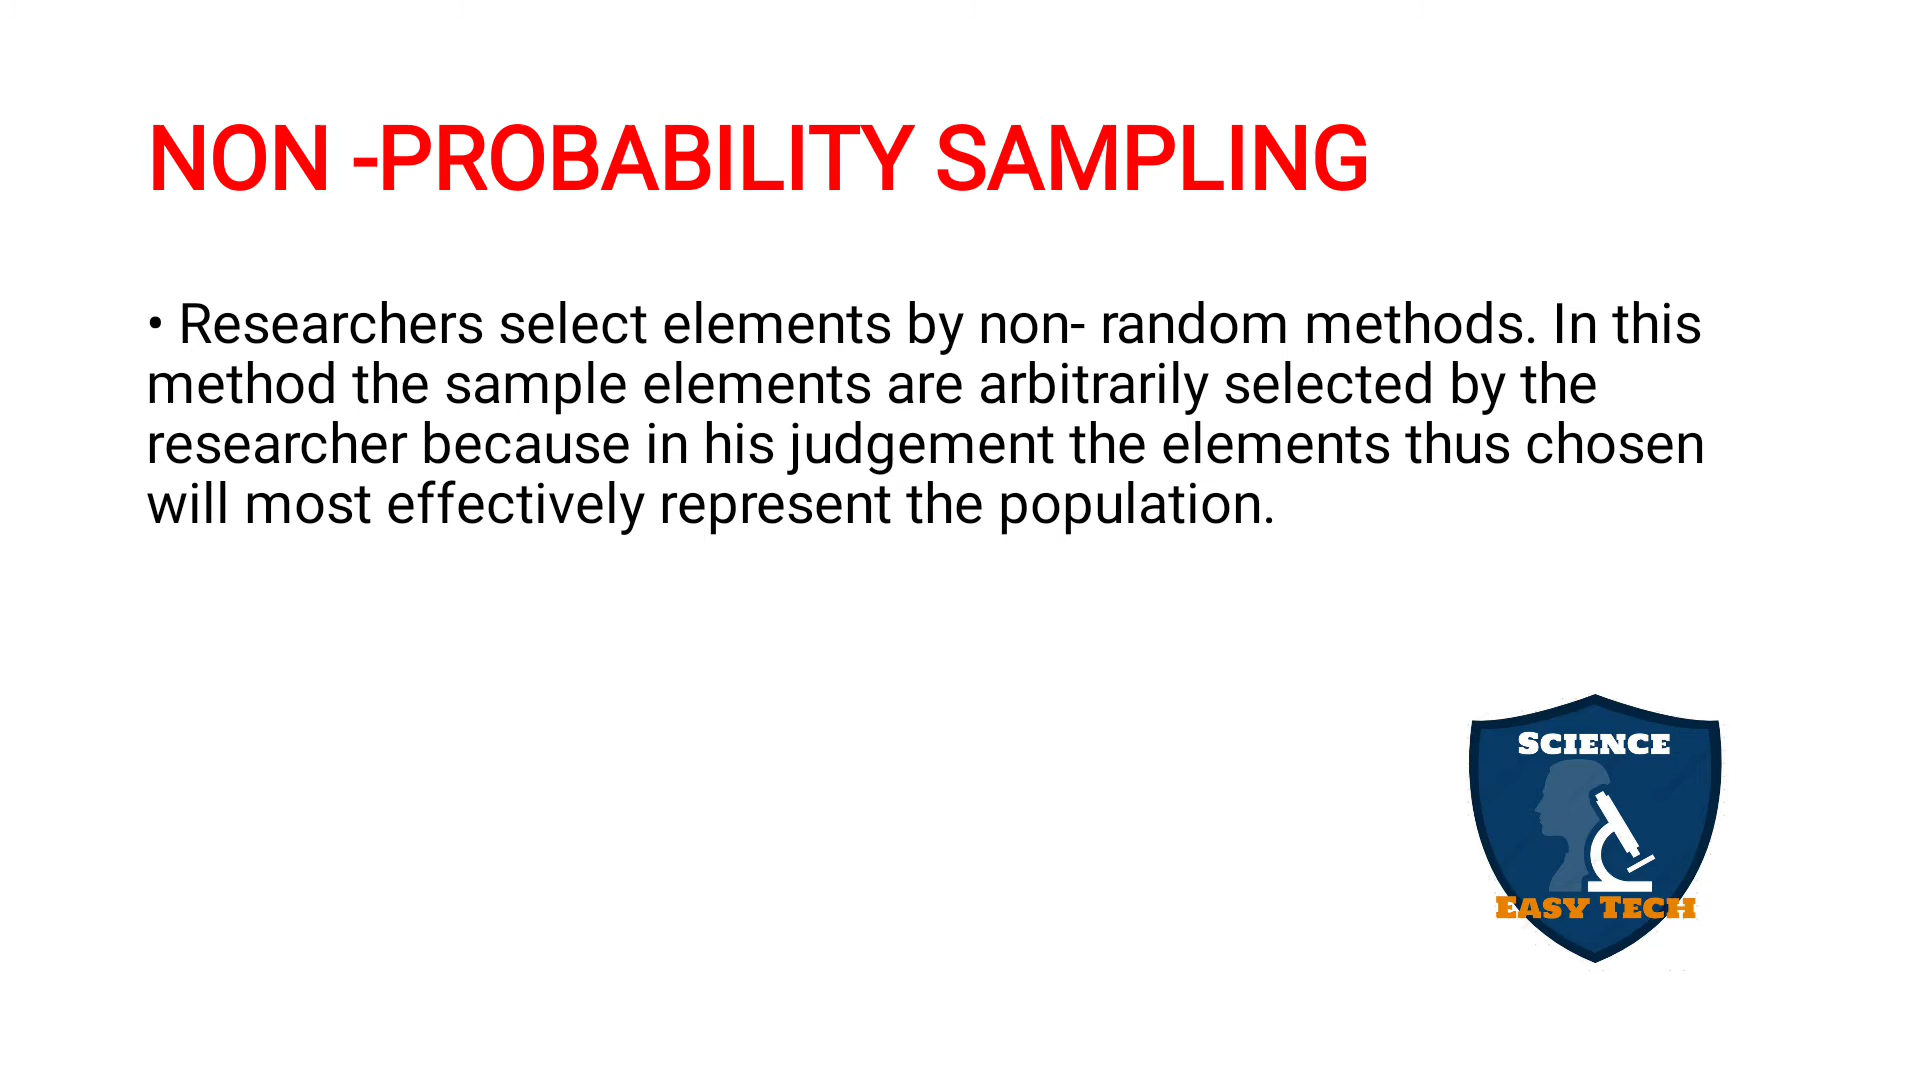 NON -PROBABILITY SAMPLING
• Researchers select elements by non- random methods. In this
method the sample elements are arbitrarily selected by the
researcher because in his judgement the elements thus chosen
will most effectively represent the population.
SCIENCE
EASY TECH